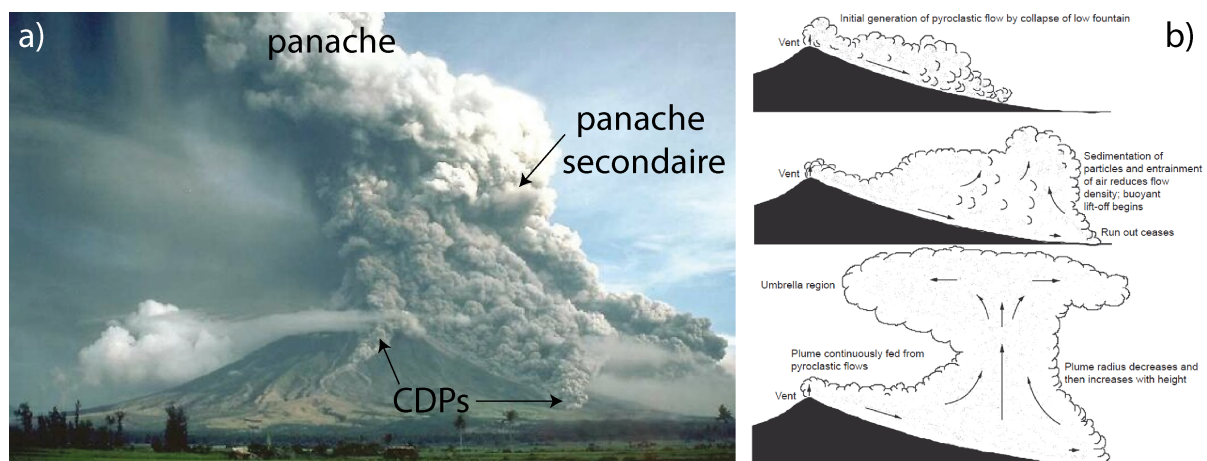 a)
panache
panache
secondaire
CDPs
b)
Initial generation of pyroclastic flow by collapse of low fountain
Vent
Vent
Sedimentation of
particles and entrainment
of air reduces flow
density; buoyant
lift-off begins
Run out ceases
Umbrella region
Plume continuously fed from
pyroclastic flows
Vent
Plume radius decreases and
then increases with height